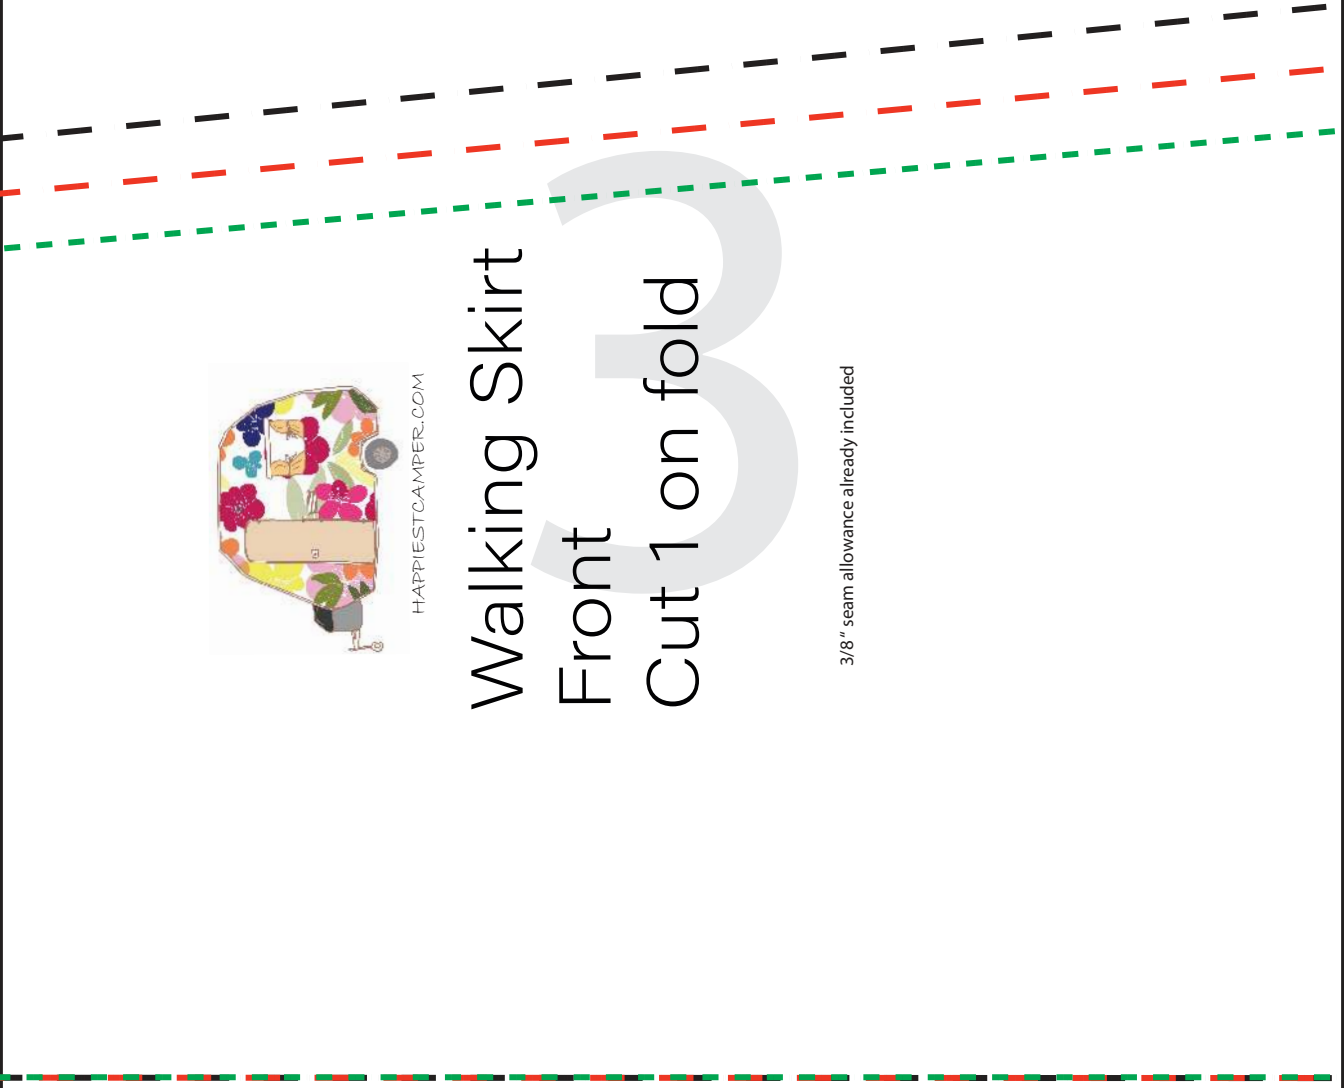 HAPPIESTCAMPER.COM
Walking Skirt
Front
Cut 1 on fold
3
3/8” seam allowance already included